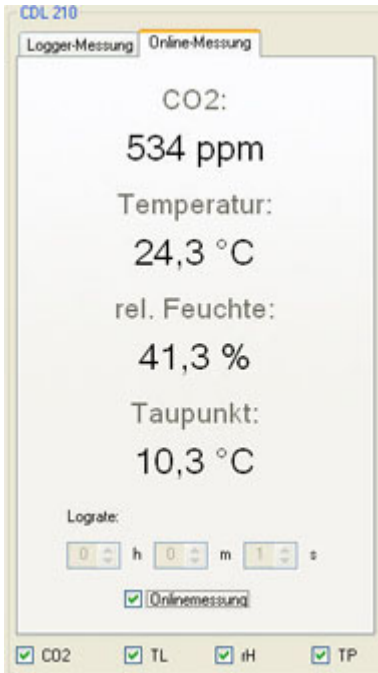 CDL 210
Logger-Messung Online-Messung
CO2:
534 ppm
Temperatur:
24,3 °C
rel. Feuchte:
41,3 %
Taupunkt:
10,3 °C
Lograte:
0 h 0 m 1 s
Onlinemessung
CO2 TL rH TP